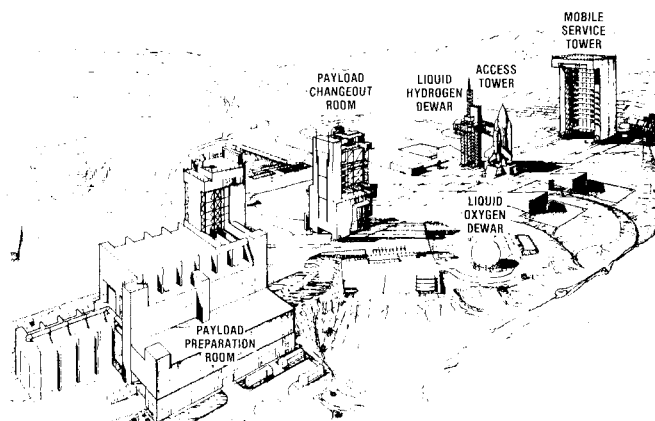 MOBILE
SERVICE
TOWER
PAYLOAD
CHANGEOUT
ROOM
LIQUID
HYDROGEN
DEWAR
ACCESS
TOWER
LIQUID
OXYGEN
DEWAR
PAYLOAD
PREPARATION
ROOM